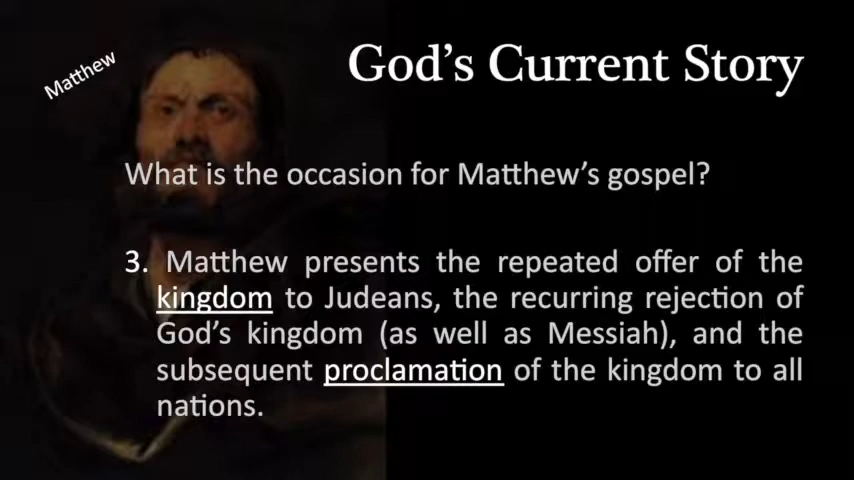 Matthew
God's Current Story
What is the occasion for Matthew's gospel?
3. Matthew presents the repeated offer of the
kingdom to Judeans, the recurring rejection of
God's kingdom (as well as Messiah), and the
subsequent proclamation of the kingdom to all
nations.